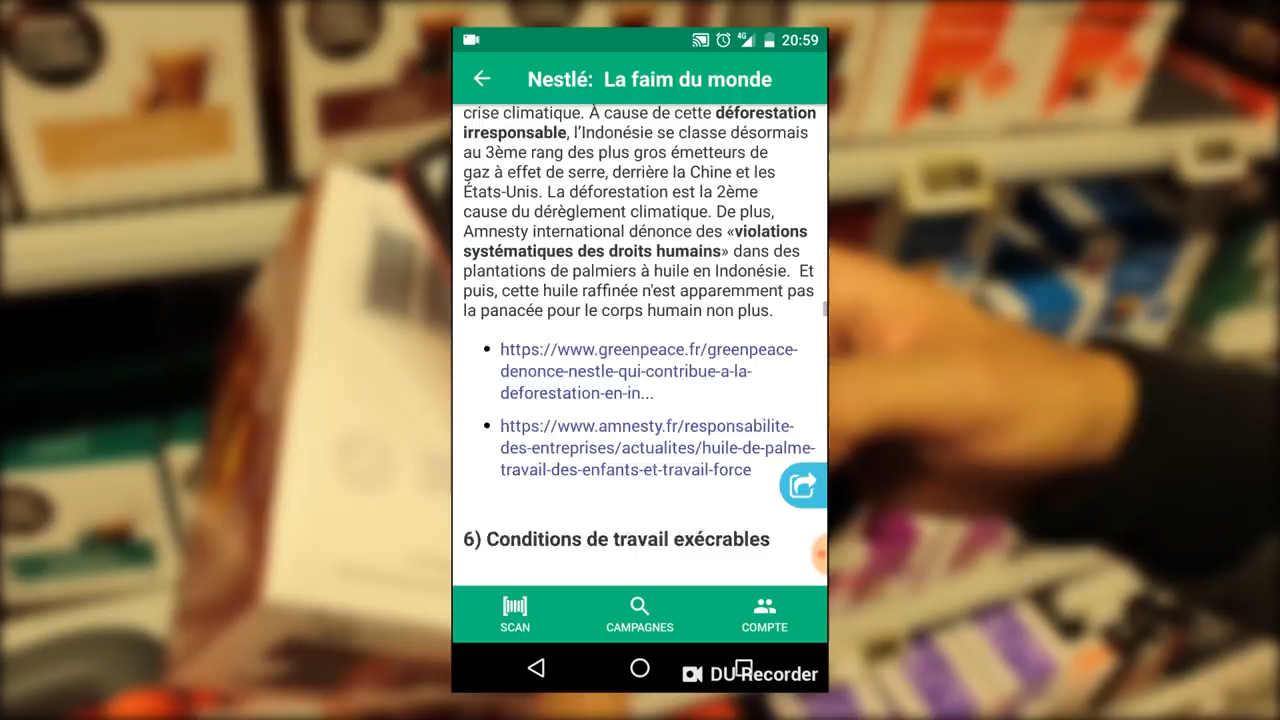 20:59
Nestlé: La faim du monde
crise climatique. À cause de cette déforestation
irresponsable, l'Indonésie se classe désormais
au 3ème rang des plus gros émetteurs de
gaz à effet de serre, derrière la Chine et les
États-Unis. La déforestation est la 2ème
cause du dérèglement climatique. De plus,
Amnesty international dénonce des «violations
systématiques des droits humains» dans des
plantations de palmiers à huile en Indonésie. Et
puis, cette huile raffinée n'est apparemment pas
la panacée pour le corps humain non plus.
https://www.greenpeace.fr/greenpeace-
denonce-nestle-qui-contribue-a-la-
deforestation-en-in...
https://www.amnesty.fr/responsabilite-
des-entreprises/actualites/huile-de-palme-
travail-des-enfants-et-travail-force
6) Conditions de travail exécrables
SCAN CAMPAGNES COMPTE
DU Recorder